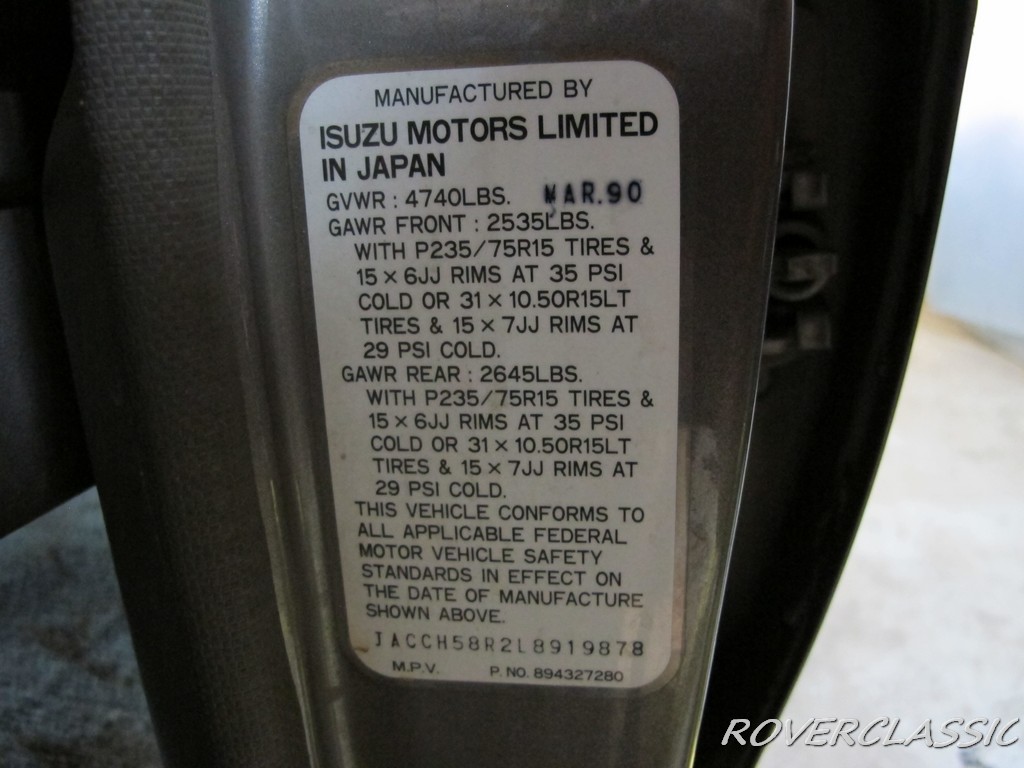 MANUFACTURED BY
ISUZU MOTORS LIMITED
IN JAPAN
GVWR : 4740LBS. MAR.90
GAWR FRONT : 2535LBS.
WITH P235/75R15 TIRES &
15 × 6JJ RIMS AT 35 PSI
COLD OR 31 × 10.50R15LT
TIRES & 15 × 7JJ RIMS AT
29 PSI COLD.
GAWR REAR : 2645LBS.
WITH P235/75R15 TIRES &
15 × 6JJ RIMS AT 35 PSI
COLD OR 31 × 10.50R15LT
TIRES & 15 × 7JJ RIMS AT
29 PSI COLD.
THIS VEHICLE CONFORMS TO
ALL APPLICABLE FEDERAL
MOTOR VEHICLE SAFETY
STANDARDS IN EFFECT ON
THE DATE OF MANUFACTURE
SHOWN ABOVE.
JACCH58R2L8919878
M.P.V. P. NO. 894327280
ROVERCLASSIC